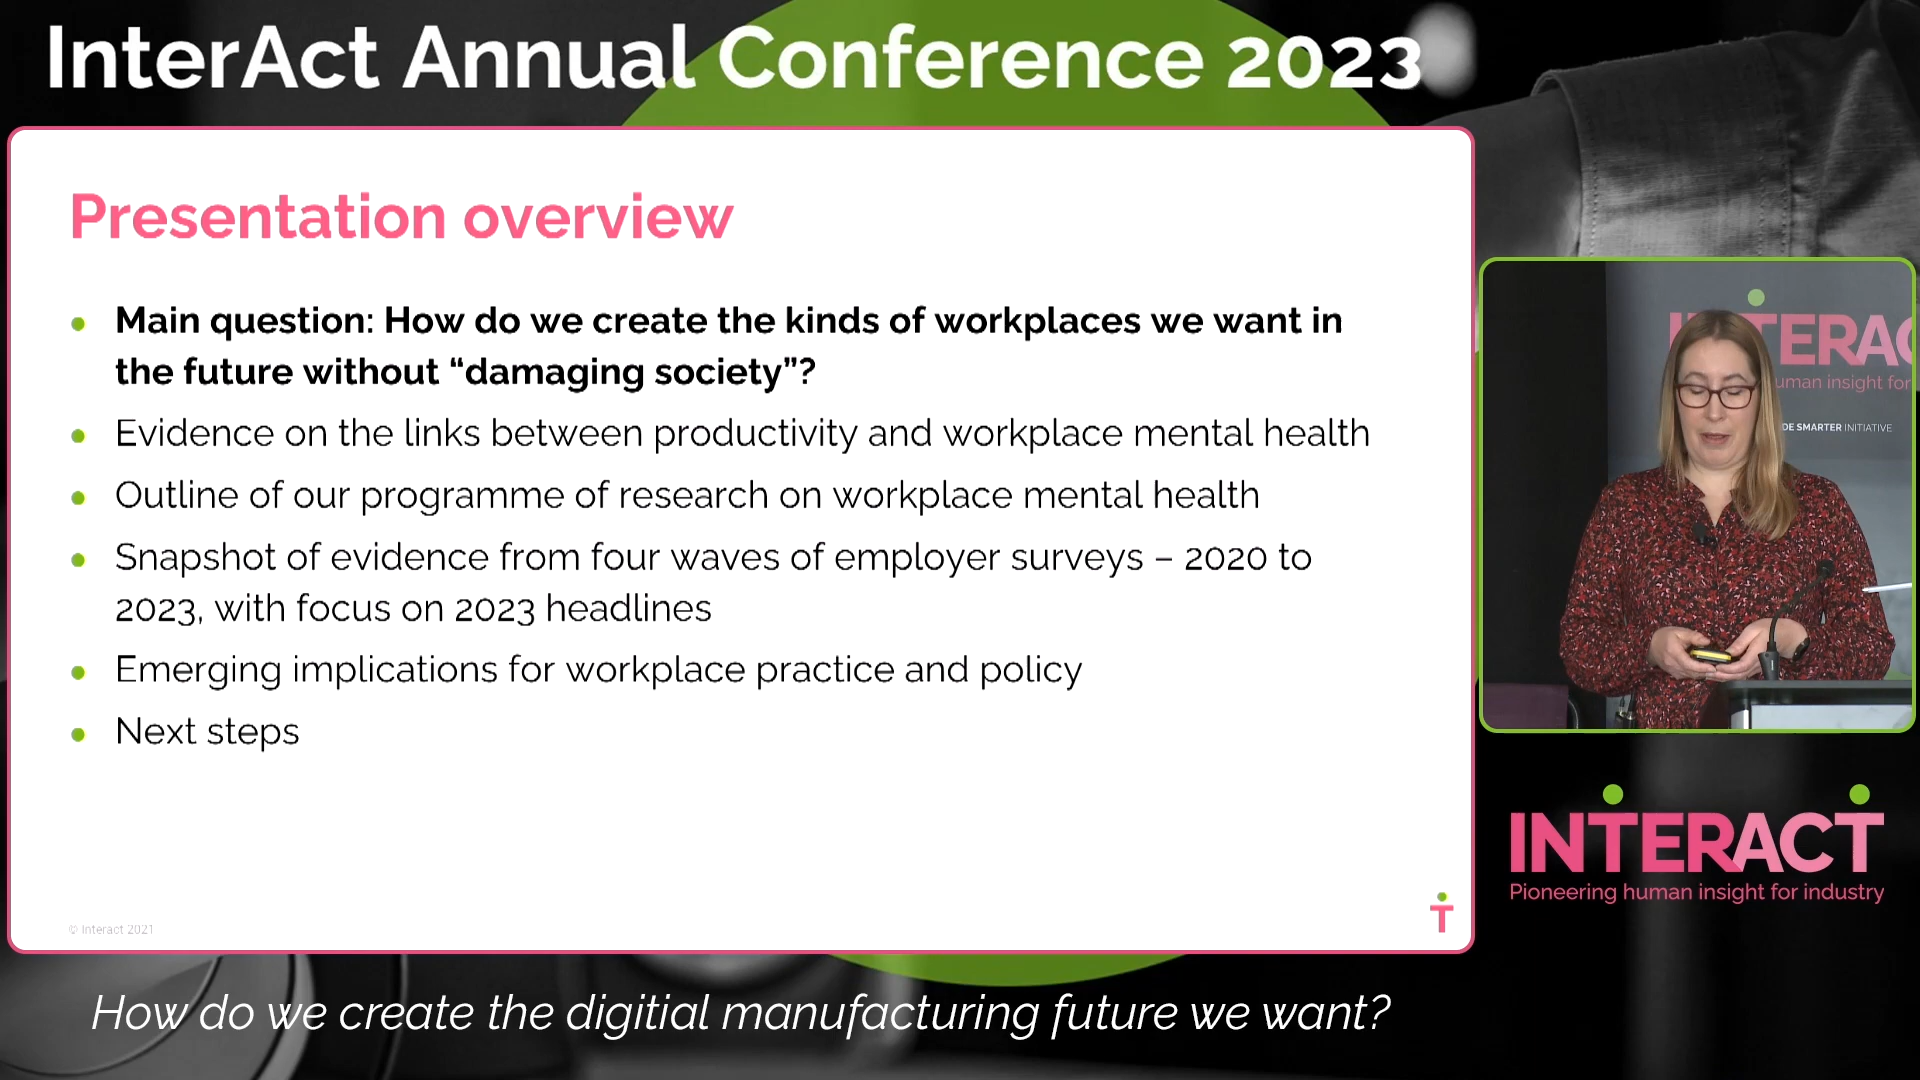 InterAct Annual Conference 2023
Presentation overview
• Main question: How do we create the kinds of workplaces we want in
the future without “damaging society”?
• Evidence on the links between productivity and workplace mental health
• Outline of our programme of research on workplace mental health
• Snapshot of evidence from four waves of employer surveys – 2020 to
2023, with focus on 2023 headlines
• Emerging implications for workplace practice and policy
• Next steps
© Interact 2021
TERAC
uman insight for
DE SMARTER INITIATIVE
INTERACT
Pioneering human insight for industry
How do we create the digitial manufacturing future we want?